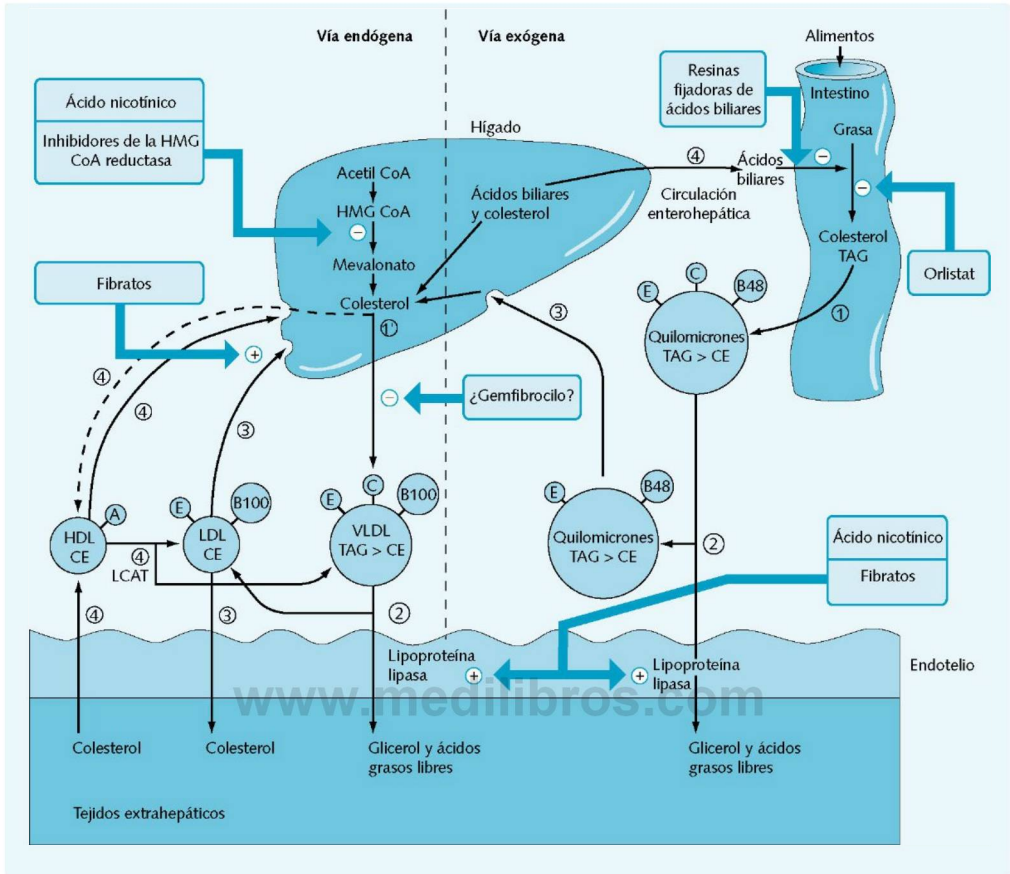 Vía endógena
Vía exógena
Alimentos
Ácido nicotínico
Inhibidores de la HMG
CoA reductasa
Resinas
fijadoras de
ácidos biliares
Intestino
Grasa
Hígado
Acetil CoA
HMG CoA
−
Mevalonato
Colesterol
1'
Ácidos biliares
y colesterol
4
Ácidos
biliares
−
−
Circulación
enterohepática
Colesterol
TAG
Orlistat
1
Fibratos
+
4
4
3
−
¿Gemfibrocilo?
3
E
C
B48
Quilomicrones
TAG > CE
A
HDL
CE
E
B100
LDL
CE
E
C
B100
VLDL
TAG > CE
E
B48
Quilomicrones
TAG > CE
2
4
LCAT
4
3
2
Ácido nicotínico
Fibratos
Lipoproteína
lipasa
+
+
Lipoproteína
lipasa
Endotelio
www.medilibros.com
Colesterol
Colesterol
Glicerol y ácidos
grasos libres
Glicerol y ácidos
grasos libres
Tejidos extrahepáticos